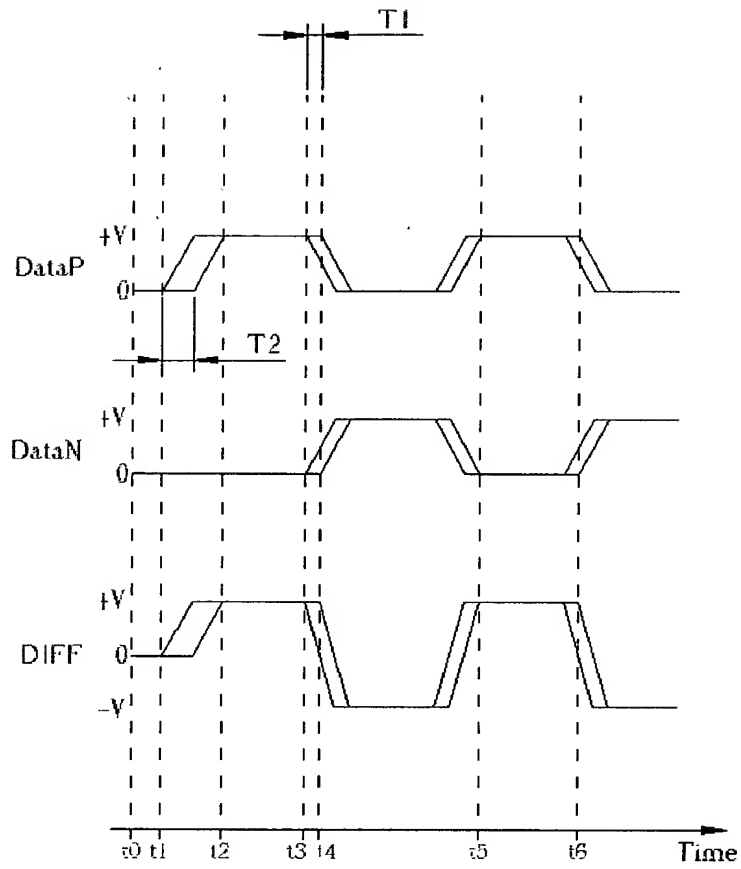 T1
+V
DataP
0
T2
+V
DataN
0
+V
DIFF
0
-V
t0 t1 t2 t3 t4 t5 t6 Time